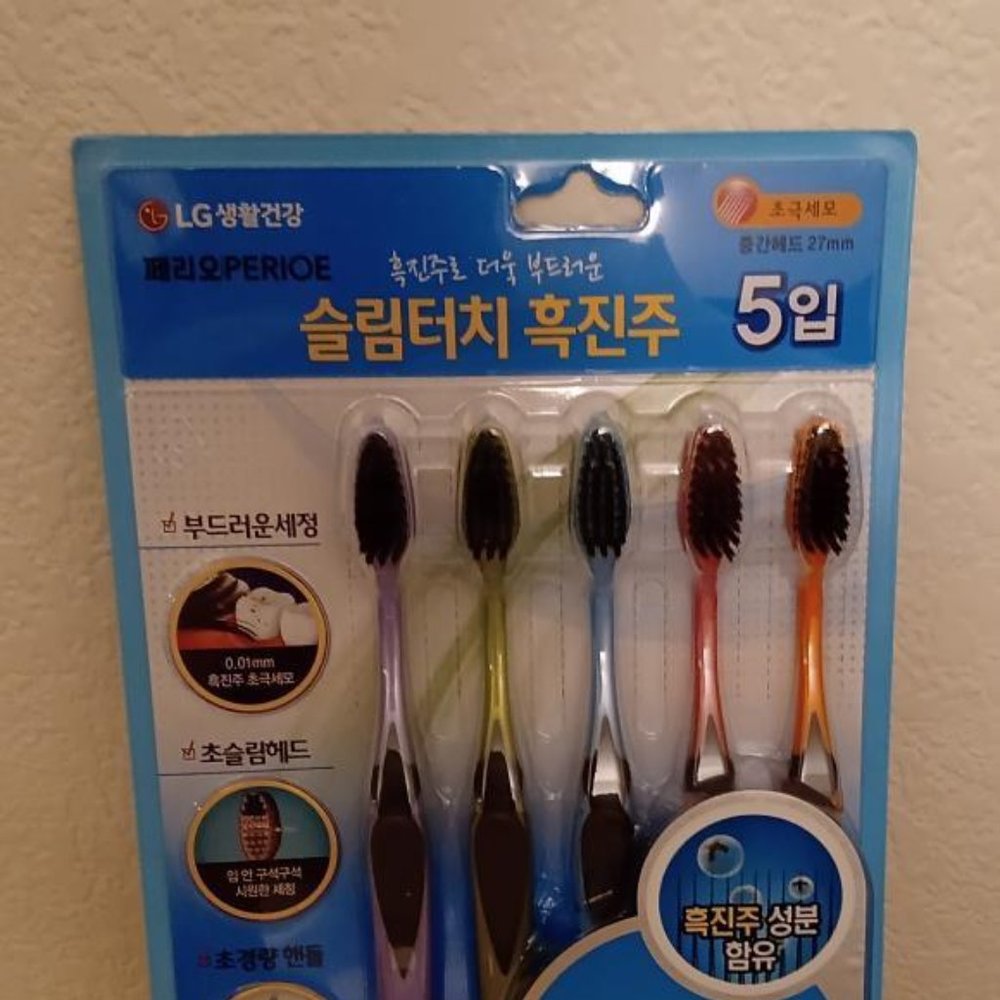 LG 생활건강
페리오PERIOE
흑진주로 더욱 부드러운
슬림터치 흑진주
초극세모
중간헤드 27mm
5입
부드러운세정
0.01mm
흑진주 초극세모
초슬림헤드
입 안 구석구석
시원한 세정
초경량 핸들
흑진주 성분
함유